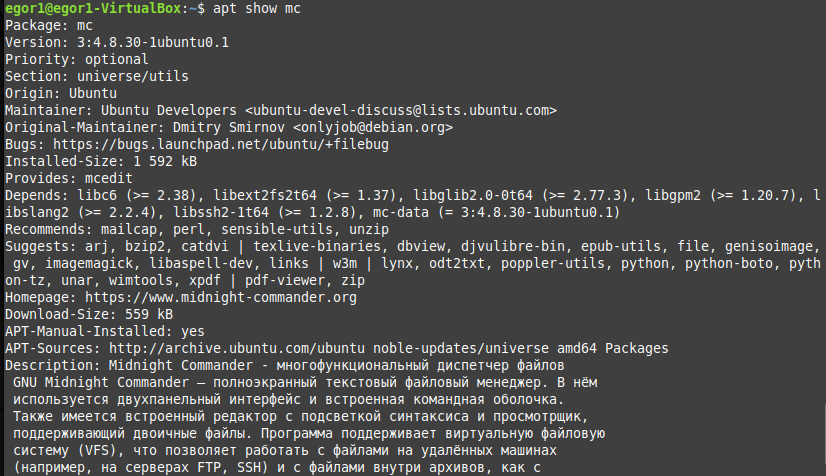 egor1@egor1-VirtualBox:~$ apt show mc
Package: mc
Version: 3:4.8.30-1ubuntu0.1
Priority: optional
Section: universe/utils
Origin: Ubuntu
Maintainer: Ubuntu Developers <ubuntu-devel-discuss@lists.ubuntu.com>
Original-Maintainer: Dmitry Smirnov <onlyjob@debian.org>
Bugs: https://bugs.launchpad.net/ubuntu/+filebug
Installed-Size: 1 592 kB
Provides: mcedit
Depends: libc6 (>= 2.38), libext2fs2t64 (>= 1.37), libglib2.0-0t64 (>= 2.77.3), libgpm2 (>= 1.20.7), l
ibslang2 (>= 2.2.4), libssh2-1t64 (>= 1.2.8), mc-data (= 3:4.8.30-1ubuntu0.1)
Recommends: mailcap, perl, sensible-utils, unzip
Suggests: arj, bzip2, catdvi | texlive-binaries, dbview, djvulibre-bin, epub-utils, file, genisoimage,
 gv, imagemagick, libaspell-dev, links | w3m | lynx, odt2txt, poppler-utils, python, python-boto, pyth
on-tz, unar, wimtools, xpdf | pdf-viewer, zip
Homepage: https://www.midnight-commander.org
Download-Size: 559 kB
APT-Manual-Installed: yes
APT-Sources: http://archive.ubuntu.com/ubuntu noble-updates/universe amd64 Packages
Description: Midnight Commander - многофункциональный диспетчер файлов
 GNU Midnight Commander — полноэкранный текстовый файловый менеджер. В нём
 используется двухпанельный интерфейс и встроенная командная оболочка.
 Также имеется встроенный редактор с подсветкой синтаксиса и просмотрщик,
 поддерживающий двоичные файлы. Программа поддерживает виртуальную файловую
 систему (VFS), что позволяет работать с файлами на удалённых машинах
 (например, на серверах FTP, SSH) и с файлами внутри архивов, как с